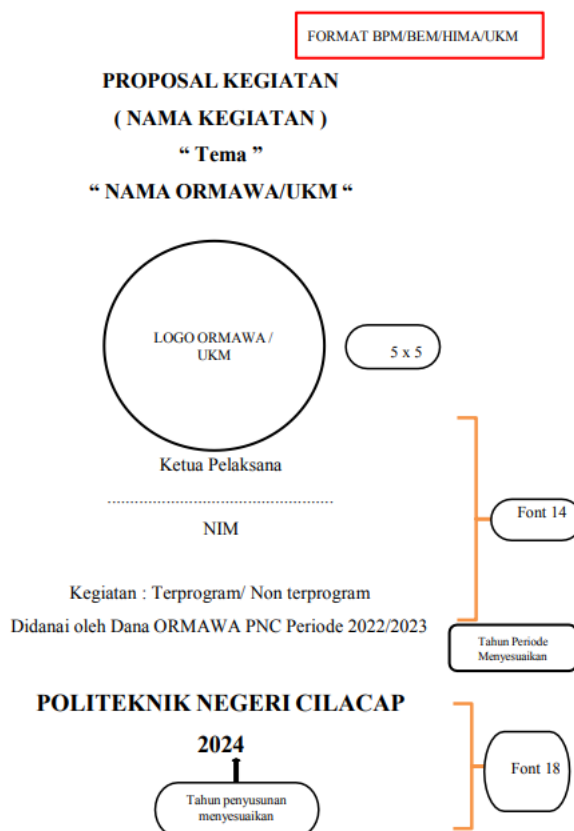 FORMAT BPM/BEM/HIMA/UKM
PROPOSAL KEGIATAN
( NAMA KEGIATAN )
“ Tema ”
“ NAMA ORMAWA/UKM “
LOGO ORMAWA /
UKM
5 x 5
Ketua Pelaksana
..................................................
NIM
Font 14
Kegiatan : Terprogram/ Non terprogram
Didanai oleh Dana ORMAWA PNC Periode 2022/2023
Tahun Periode
Menyesuaikan
POLITEKNIK NEGERI CILACAP
2024
Font 18
Tahun penyusunan
menyesuaikan